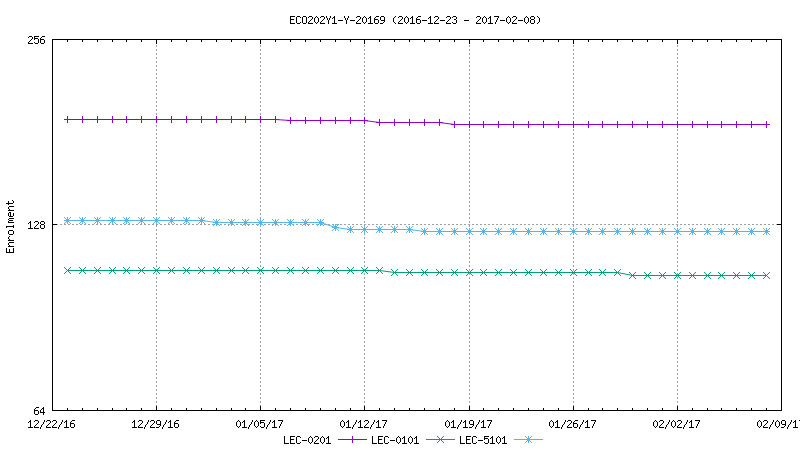 ECO202Y1-Y-20169 (2016-12-23 - 2017-02-08)
256
Enrolment
128
64
12/22/16 12/29/16 01/05/17 01/12/17 01/19/17 01/26/17 02/02/17 02/09/17
LEC-0201 LEC-0101 LEC-5101